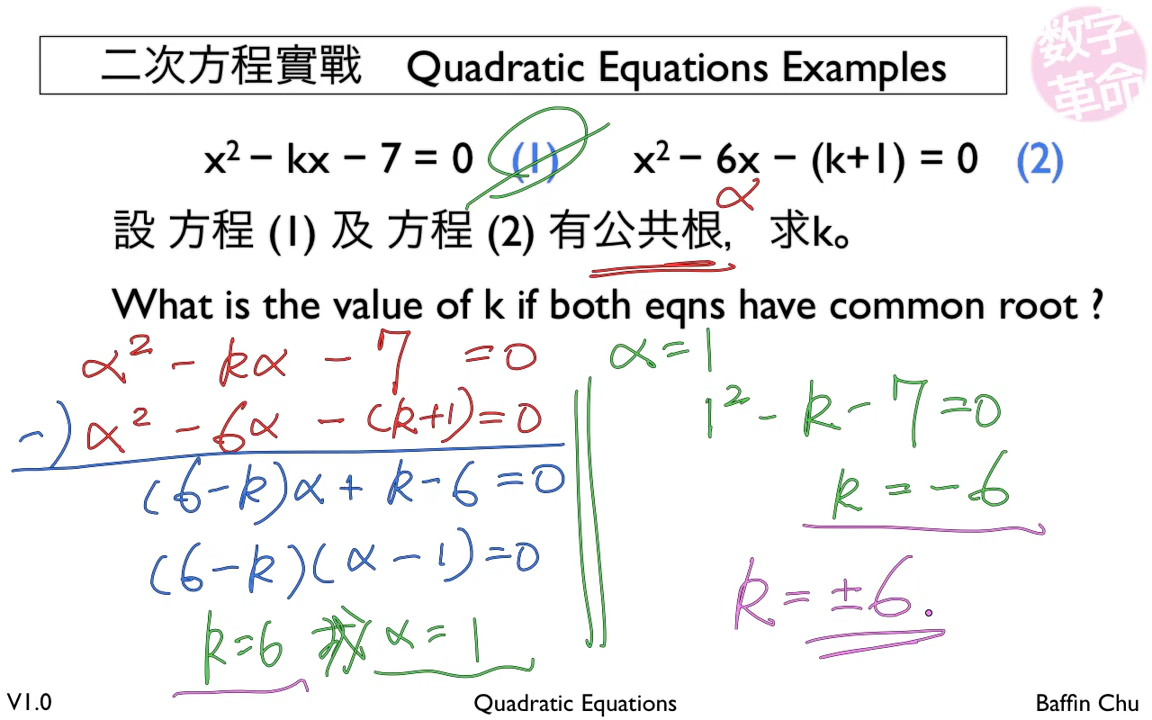 二次方程實戰 Quadratic Equations Examples
数字
革命
x² − kx − 7 = 0 (1) x² − 6x − (k+1) = 0 (2)
α
設 方程 (1) 及 方程 (2) 有公共根, 求k。
What is the value of k if both eqns have common root ?
α² − kα − 7 = 0
−) α² − 6α − (k+1) = 0
(6−k)α + k−6 = 0
(6−k)(α−1) = 0
k=6 或 α=1
α=1
1² − k − 7 = 0
k = −6
k = ±6.
V1.0
Quadratic Equations
Baffin Chu